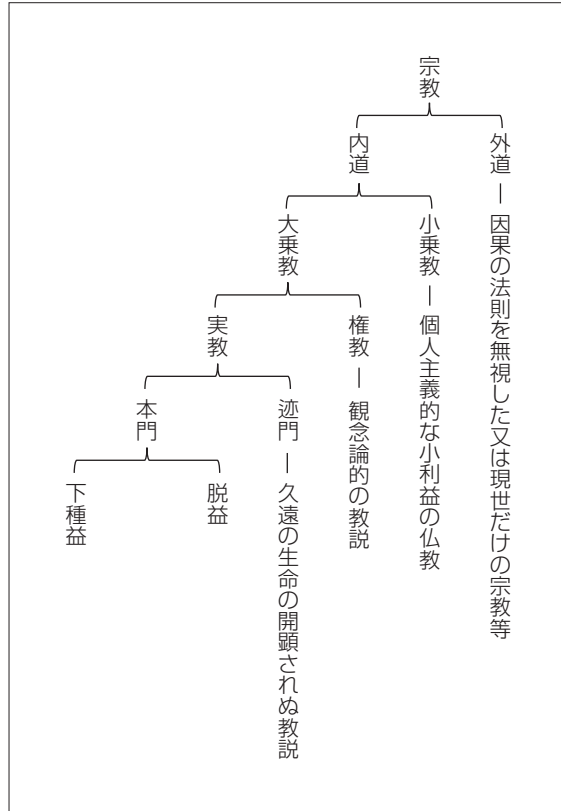 宗教
外道 ― 因果の法則を無視した又は現世だけの宗教等
内道
小乗教 ― 個人主義的な小利益の仏教
大乗教
権教 ― 観念論的の教説
実教
迹門 ― 久遠の生命の開顕されぬ教説
本門
脱益
下種益